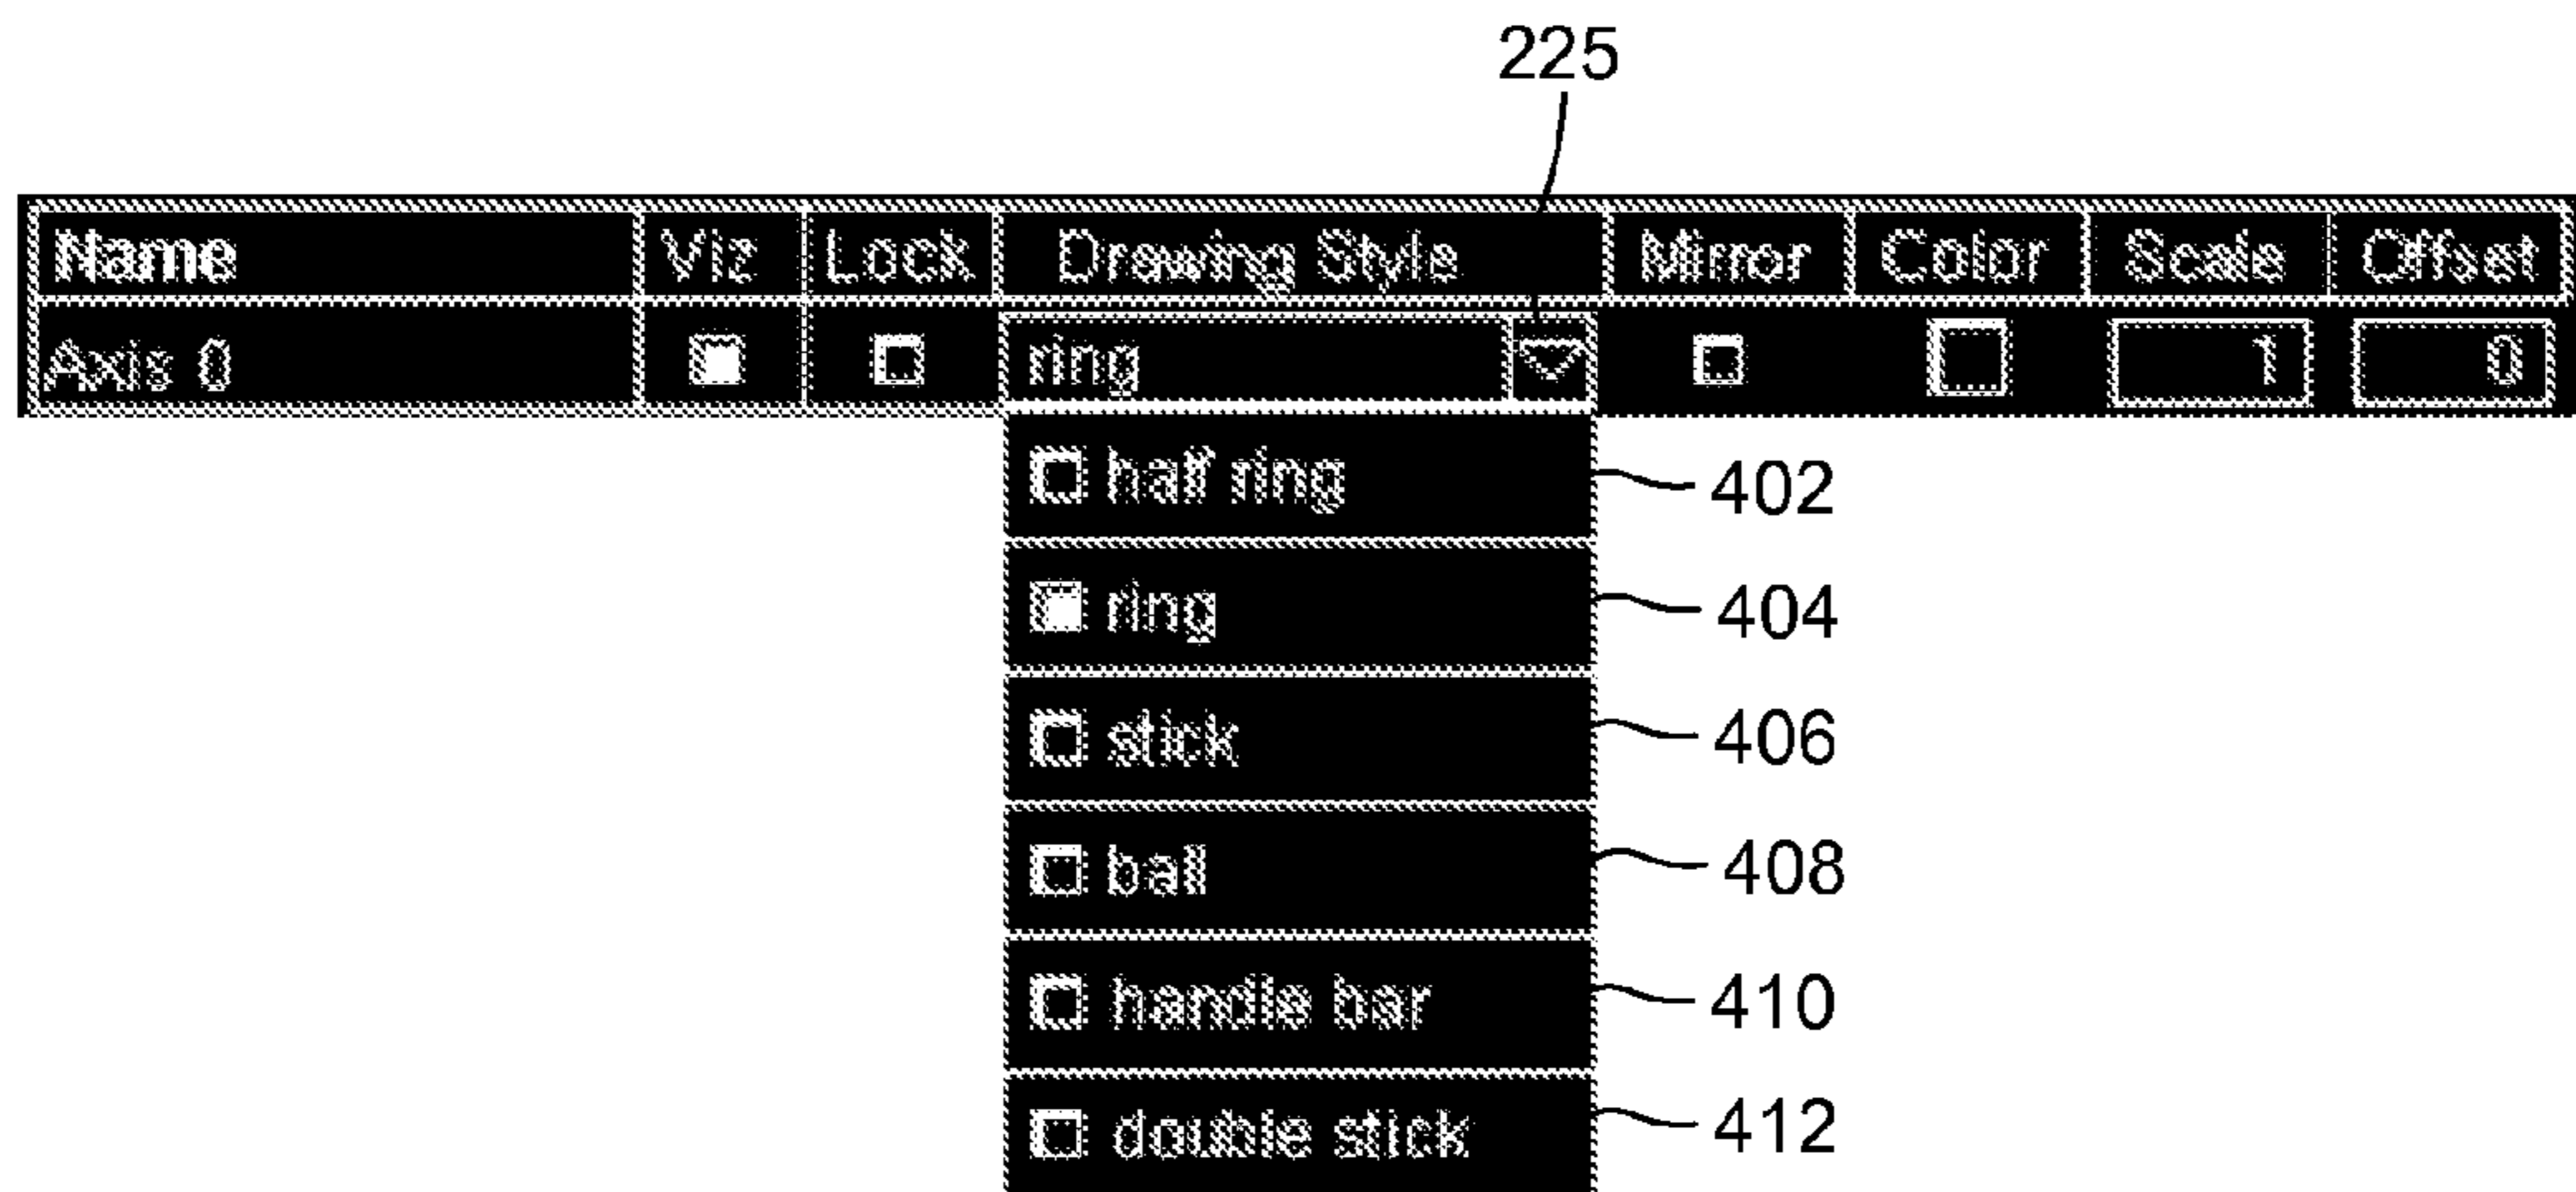 225
Name Viz Lock Drawing Style Mirror Color Scale Offset
Axis 0 ring 1 0
half ring 402
ring 404
stick 406
ball 408
handle bar 410
double stick 412